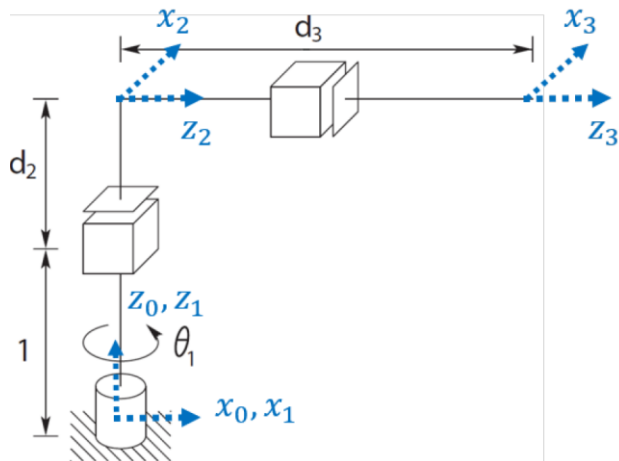 x₂
d₃
x₃
z₂
z₃
d₂
z₀, z₁
θ₁
1
x₀, x₁